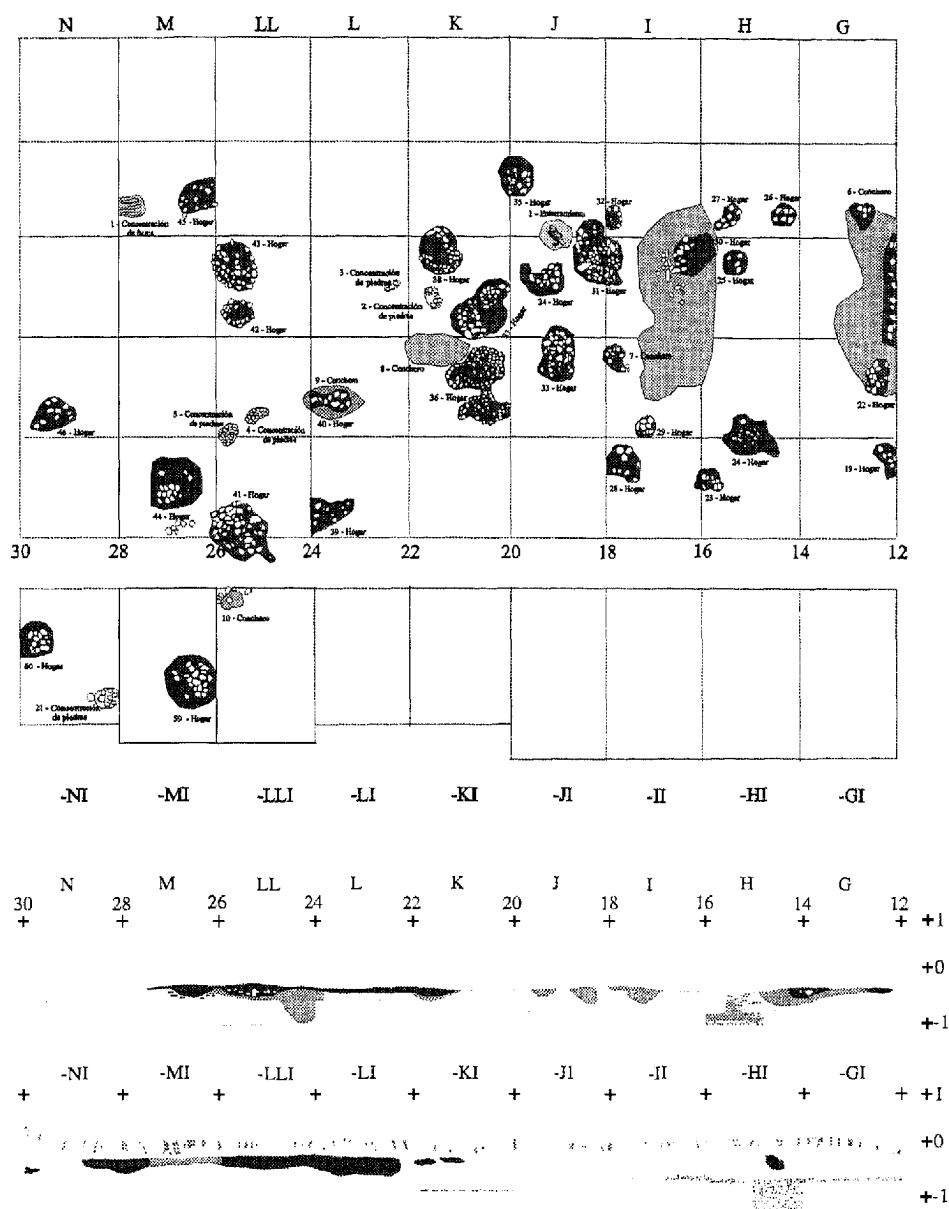 N M LL L K J I H G
35 - Hogar
1 - Enterramiento
32 - Hogar
27 - Hogar
26 - Hogar
6 - Conchero
1 - Concentración
45 - Hogar
43 - Hogar
3 - Concentración
de piedras
58 - Hogar
30 - Hogar
25 - Hogar
2 - Concentración
de piedra
24 - Hogar
31 - Hogar
42 - Hogar
Hogar
8 - Conchero
7 - Conchero
9 - Conchero
36 - Hogar
33 - Hogar
22 - Hogar
46 - Hogar
5 - Concentración
de piedras
4 - Concentración
de piedra
40 - Hogar
29 - Hogar
24 - Hogar
19 - Hogar
28 - Hogar
23 - Hogar
44 - Hogar
41 - Hogar
39 - Hogar
30 28 26 24 22 20 18 16 14 12
10 - Conchero
60 - Hogar
21 - Concentración
de piedras
59 - Hogar
-NI -MI -LLI -LI -KI -JI -II -HI -GI
N M LL L K J I H G
30 28 26 24 22 20 18 16 14 12
+ + + + + + + + + + +1
+0
+-1
-NI -MI -LLI -LI -KI -JI -II -HI -GI
+ + + + + + + + + + +1
+0
+-1